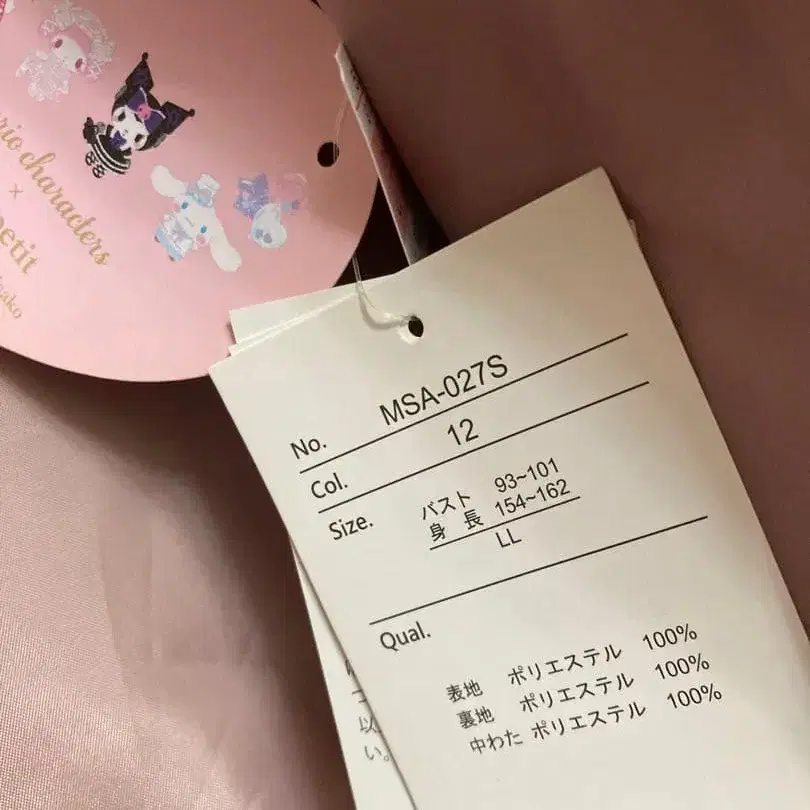 characters
×
petit
No. MSA-027S
Col. 12
Size. バスト 93~101
身長 154~162
LL
Qual.
表地 ポリエステル 100%
裏地 ポリエステル 100%
中わた ポリエステル 100%
い。